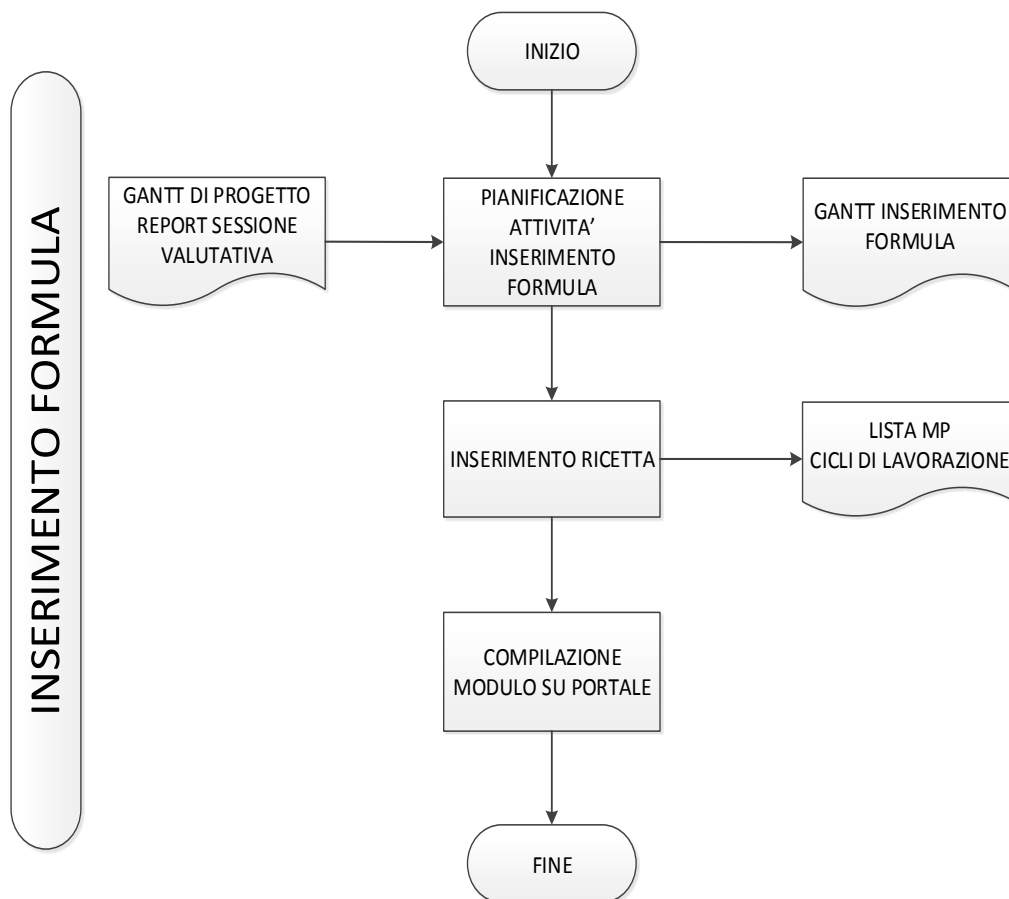 INSERIMENTO FORMULA
INIZIO
GANTT DI PROGETTO
REPORT SESSIONE
VALUTATIVA
PIANIFICAZIONE
ATTIVITA’
INSERIMENTO
FORMULA
GANTT INSERIMENTO
FORMULA
INSERIMENTO RICETTA
LISTA MP
CICLI DI LAVORAZIONE
COMPILAZIONE
MODULO SU PORTALE
FINE